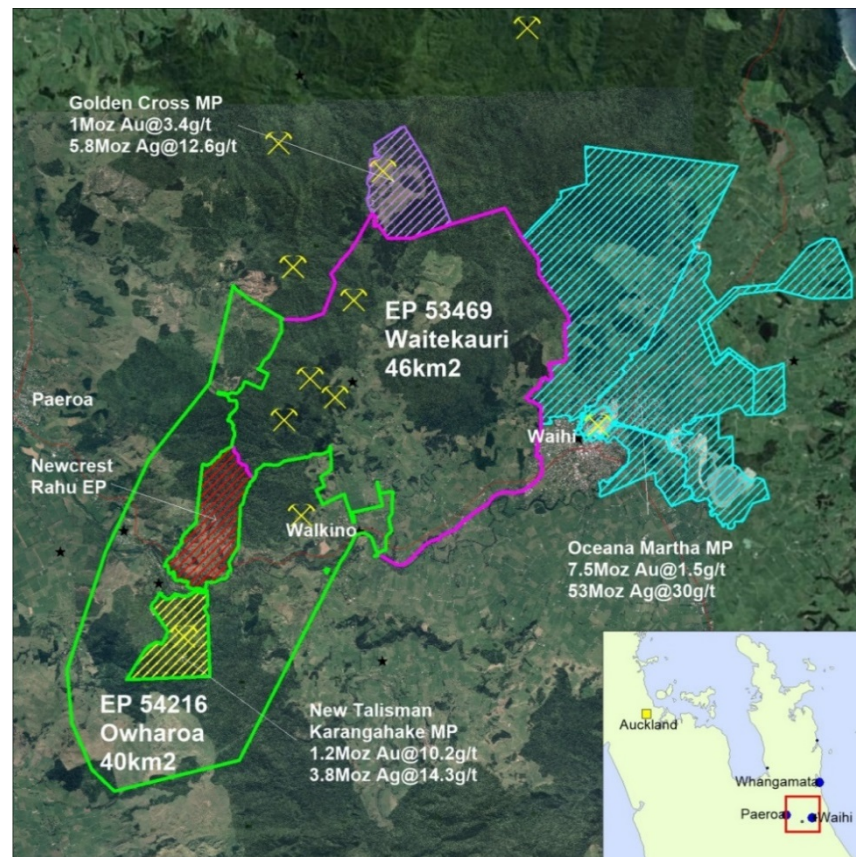 Golden Cross MP
1Moz Au@3.4g/t
5.8Moz Ag@12.6g/t
EP 53469
Waitekauri
46km2
Paeroa
Newcrest
Rahu EP
Waihi
Walkino
Oceana Martha MP
7.5Moz Au@1.5g/t
53Moz Ag@30g/t
EP 54216
Owharoa
40km2
New Talisman
Karangahake MP
1.2Moz Au@10.2g/t
3.8Moz Ag@14.3g/t
Auckland
Whangamata
Paeroa
Waihi